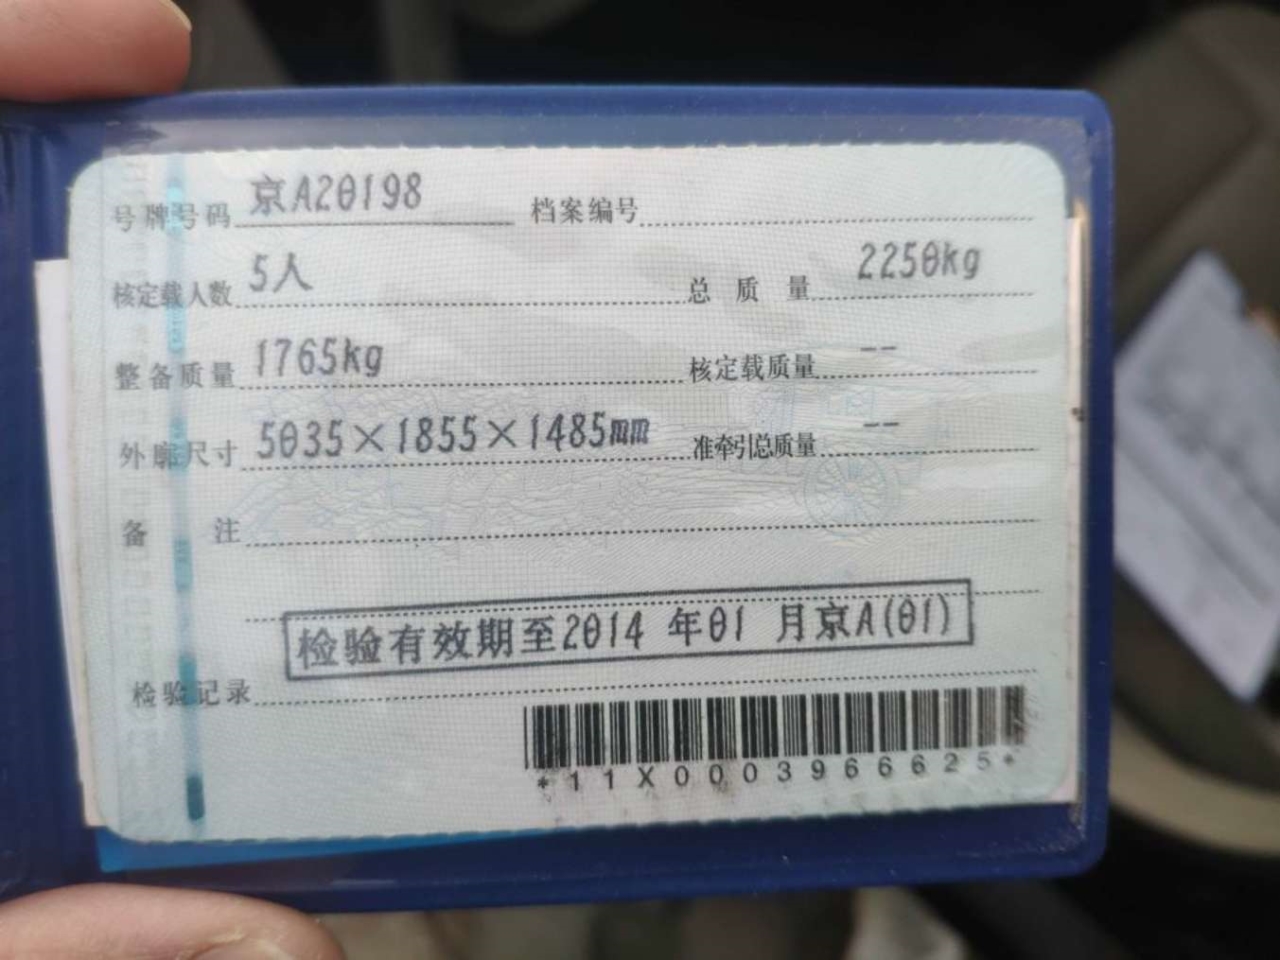 号牌号码 京A20198 档案编号
核定载人数 5人 总质量 2250kg
整备质量 1765kg 核定载质量 --
外廓尺寸 5035×1855×1485mm 准牵引总质量 --
备注
检验有效期至2014年01月京A(01)
检验记录
*11X0003966625*